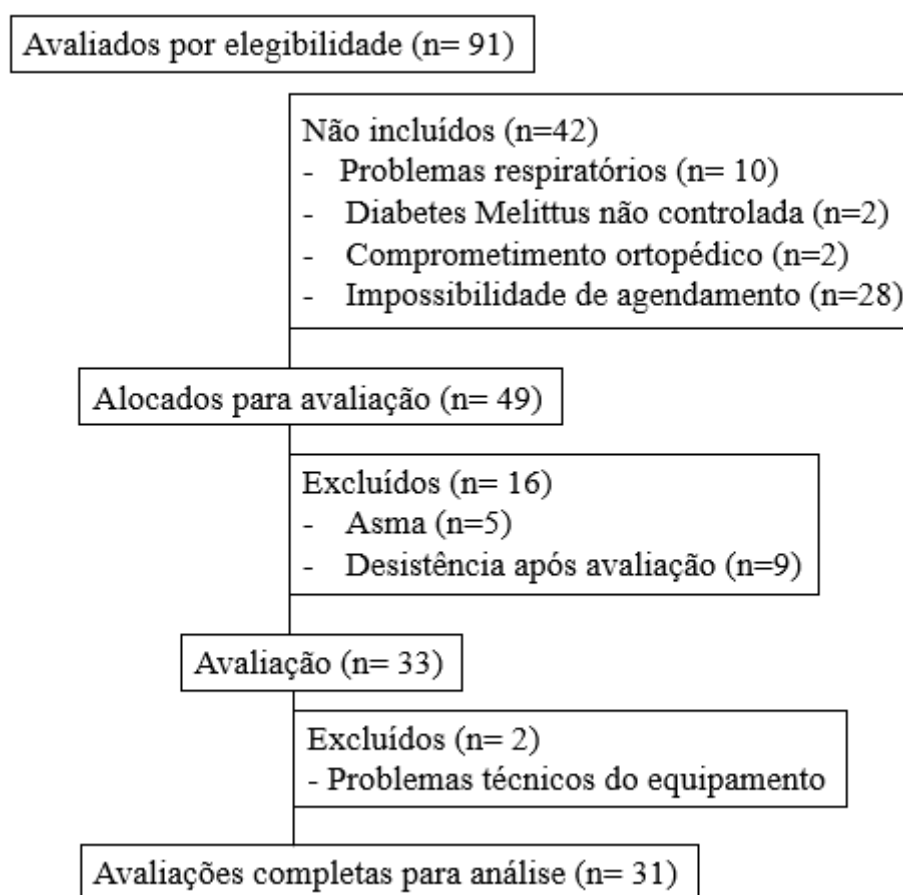 Avaliados por elegibilidade (n= 91)
Não incluídos (n=42)
- Problemas respiratórios (n= 10)
- Diabetes Melittus não controlada (n=2)
- Comprometimento ortopédico (n=2)
- Impossibilidade de agendamento (n=28)
Alocados para avaliação (n= 49)
Excluídos (n= 16)
- Asma (n=5)
- Desistência após avaliação (n=9)
Avaliação (n= 33)
Excluídos (n= 2)
- Problemas técnicos do equipamento
Avaliações completas para análise (n= 31)